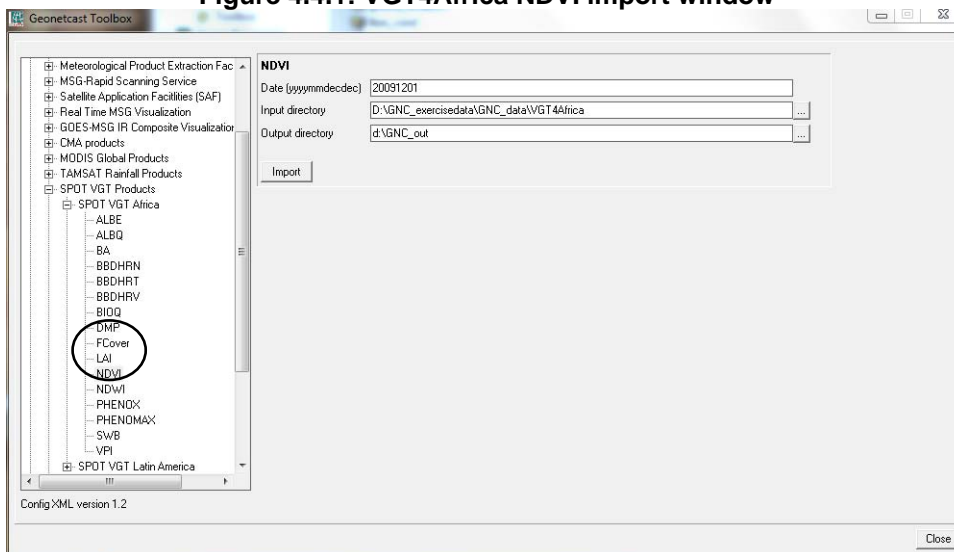 Figure 4.4.1: VGT4Africa NDVI import window
Geonetcast Toolbox
Meteorological Product Extraction Fac
MSG-Rapid Scanning Service
Satellite Application Facitlities (SAF)
Real Time MSG Visualization
GOES-MSG IR Composite Visualization
CMA products
MODIS Global Products
TAMSAT Rainfall Products
SPOT VGT Products
SPOT VGT Africa
ALBE
ALBQ
BA
BBDHRN
BBDHRT
BBDHRV
BIOQ
DMP
FCover
LAI
NDVI
NDWI
PHENOX
PHENOMAX
SWB
VPI
SPOT VGT Latin America
Config XML version 1.2
NDVI
Date (yyyymmdecdec) 20091201
Input directory D:\GNC_exercisedata\GNC_data\VGT4Africa ...
Output directory d:\GNC_out ...
Import
Close